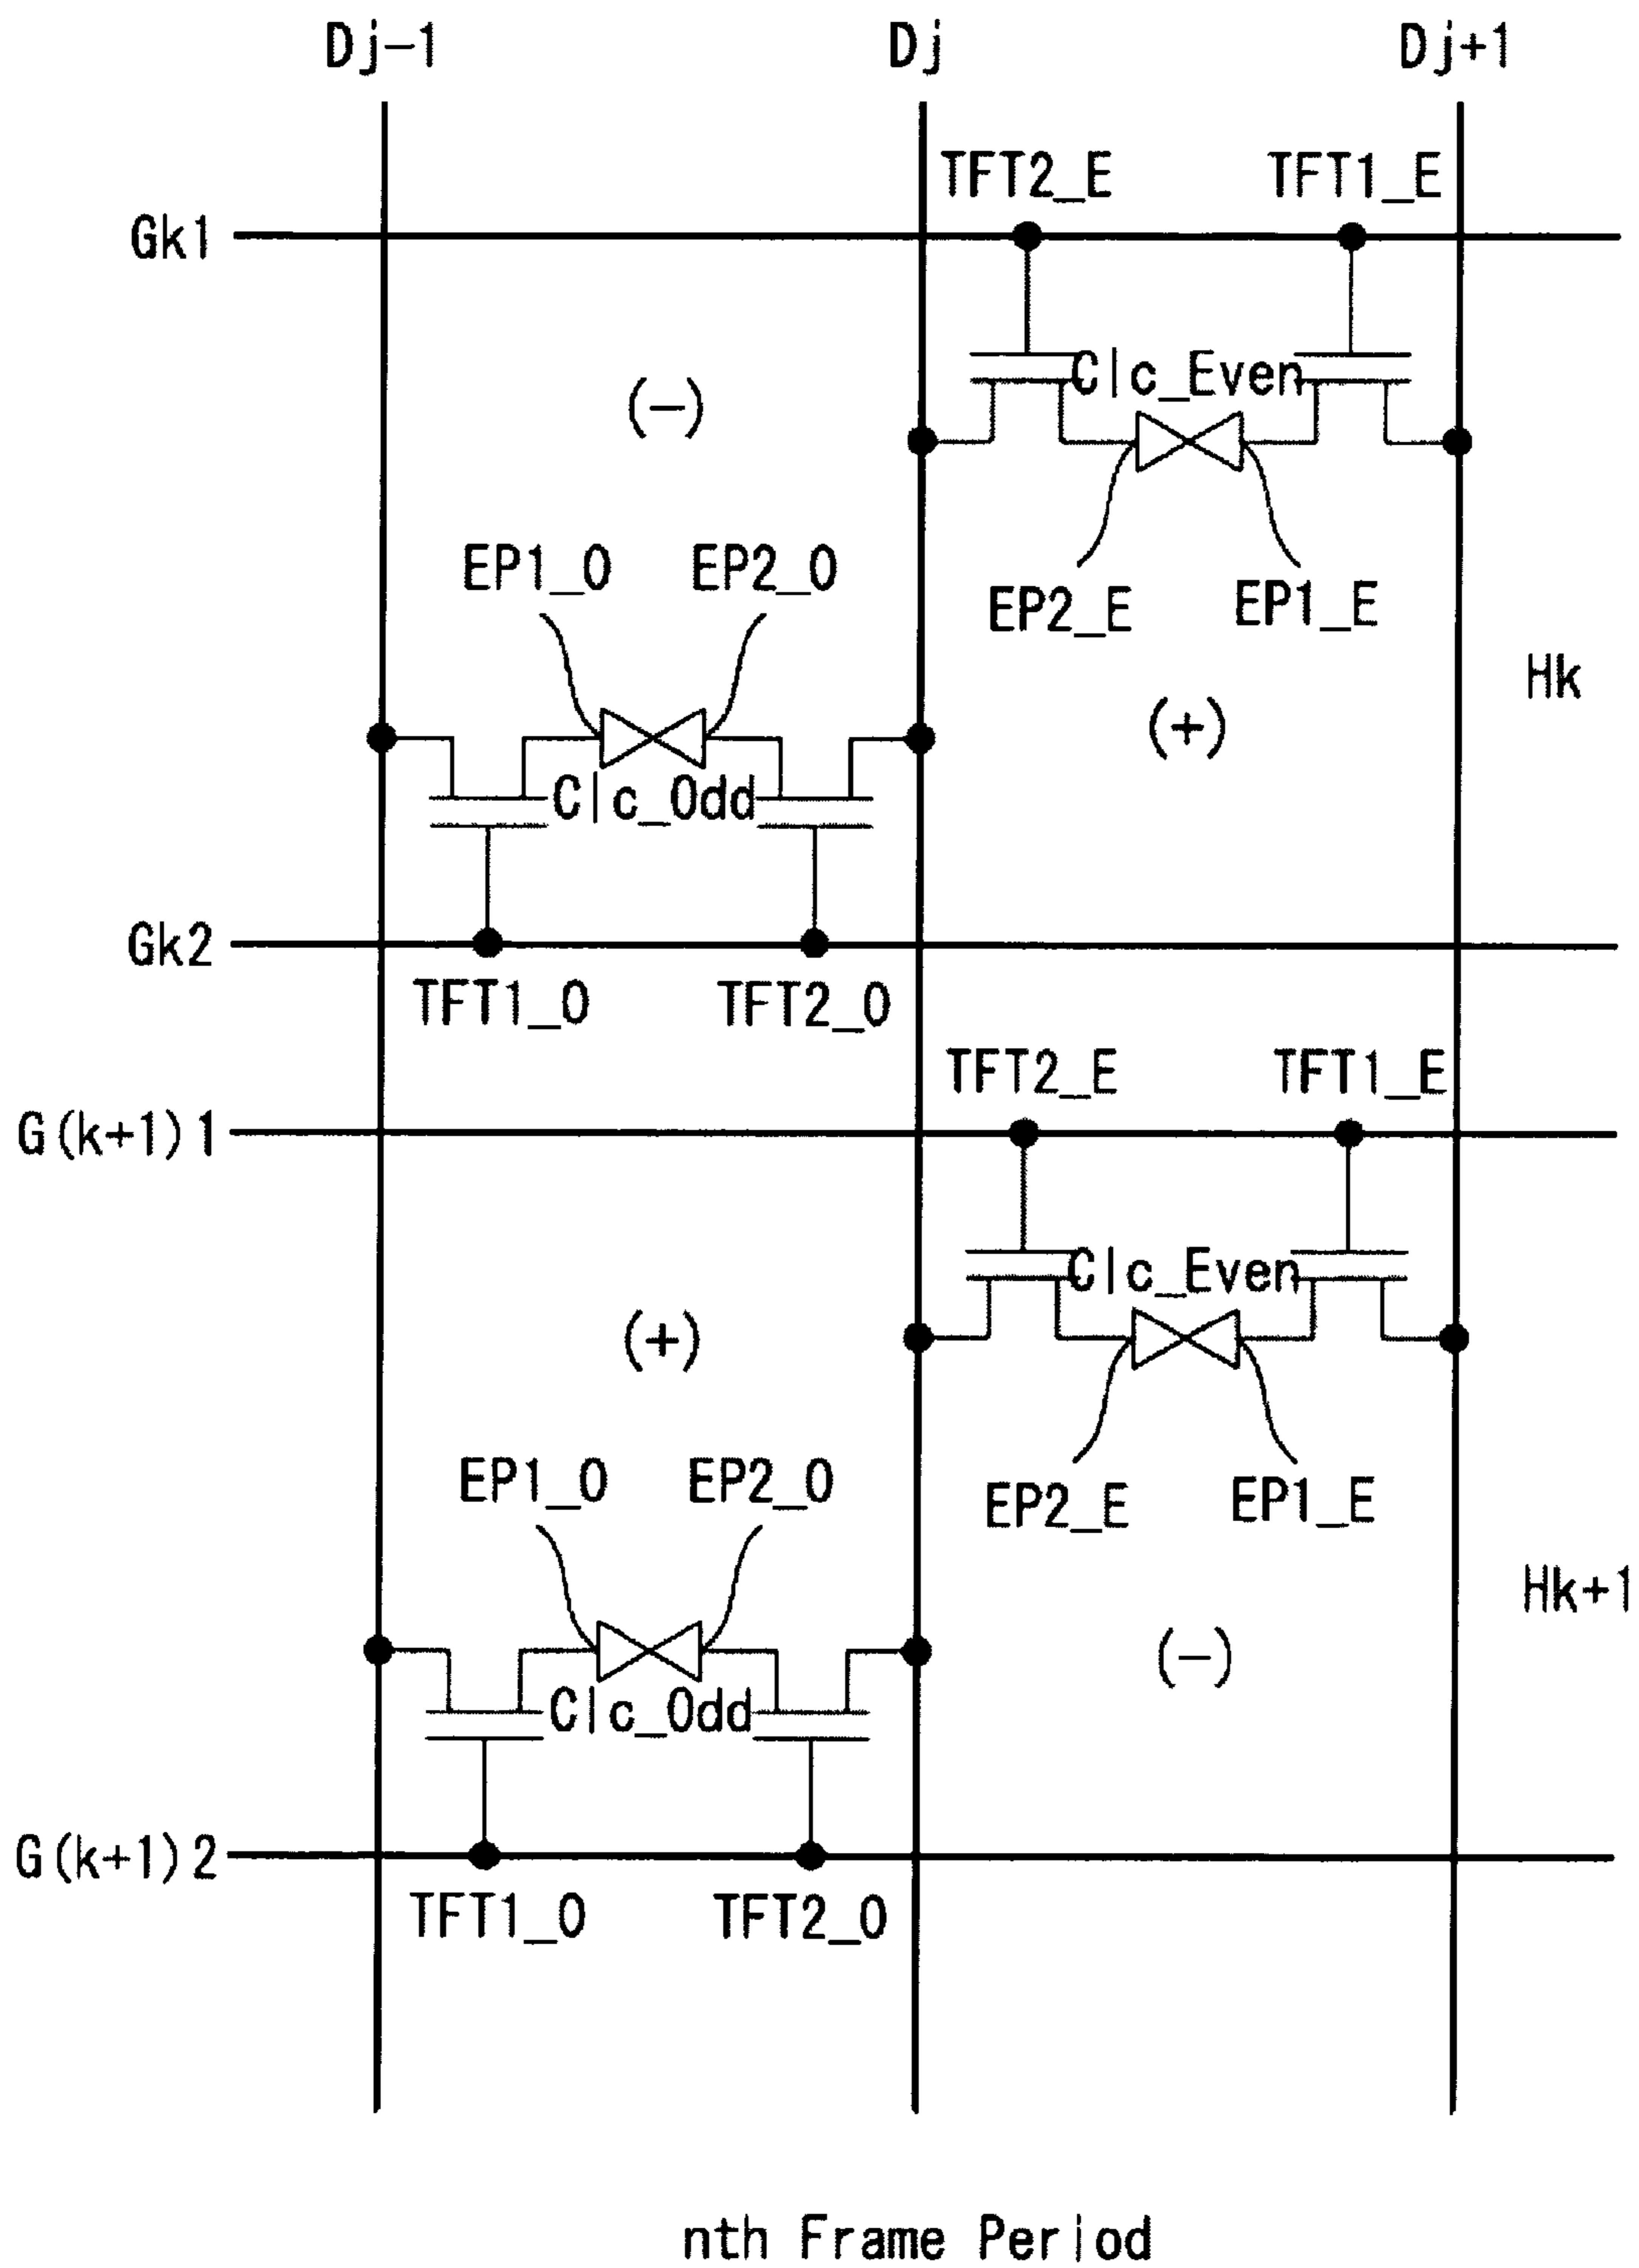 Dj-1 Dj Dj+1
TFT2_E TFT1_E
Gk1
Clc_Even
(-)
EP1_O EP2_O
EP2_E EP1_E
Hk
(+)
Clc_Odd
Gk2
TFT1_O TFT2_O
TFT2_E TFT1_E
G(k+1)1
Clc_Even
(+)
EP1_O EP2_O
EP2_E EP1_E
Hk+1
(-)
Clc_Odd
G(k+1)2
TFT1_O TFT2_O
nth Frame Period